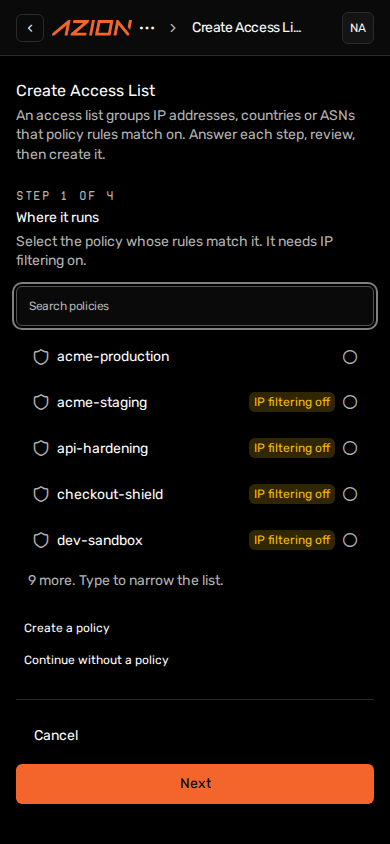 AZION
Create Access Li...
NA
Create Access List
An access list groups IP addresses, countries or ASNs
that policy rules match on. Answer each step, review,
then create it.
STEP 1 OF 4
Where it runs
Select the policy whose rules match it. It needs IP
filtering on.
Search policies
acme-production
acme-staging IP filtering off
api-hardening IP filtering off
checkout-shield IP filtering off
dev-sandbox IP filtering off
9 more. Type to narrow the list.
Create a policy
Continue without a policy
Cancel
Next